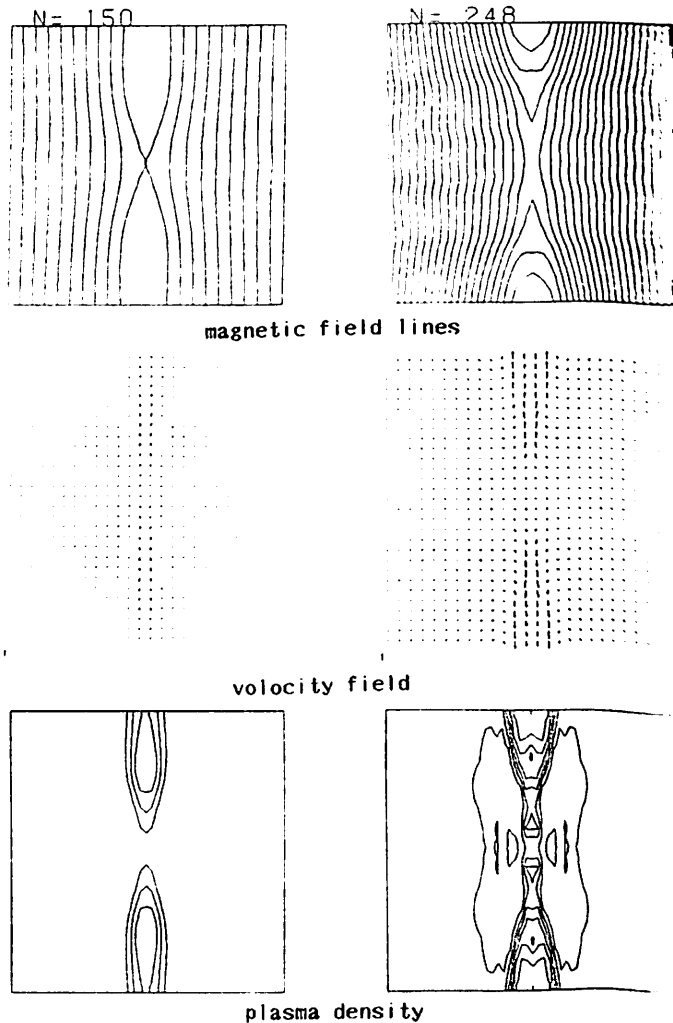 N= 150
N= 248
magnetic field lines
volocity field
plasma density